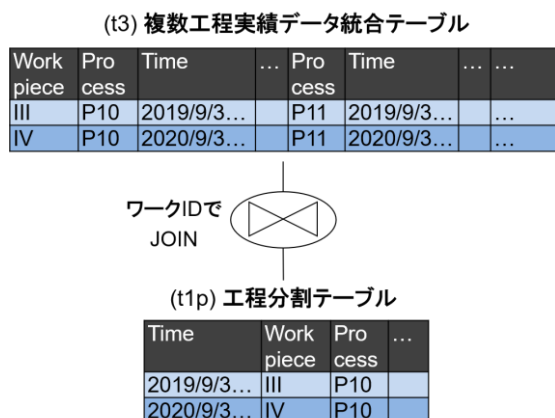 (t3) 複数工程実績データ統合テーブル
Work piece Pro cess Time … Pro cess Time … …
III P10 2019/9/3… P11 2019/9/3… …
IV P10 2020/9/3… P11 2020/9/3… …
ワークIDで
JOIN
(t1p) 工程分割テーブル
Time Work piece Pro cess …
2019/9/3… III P10
2020/9/3… IV P10